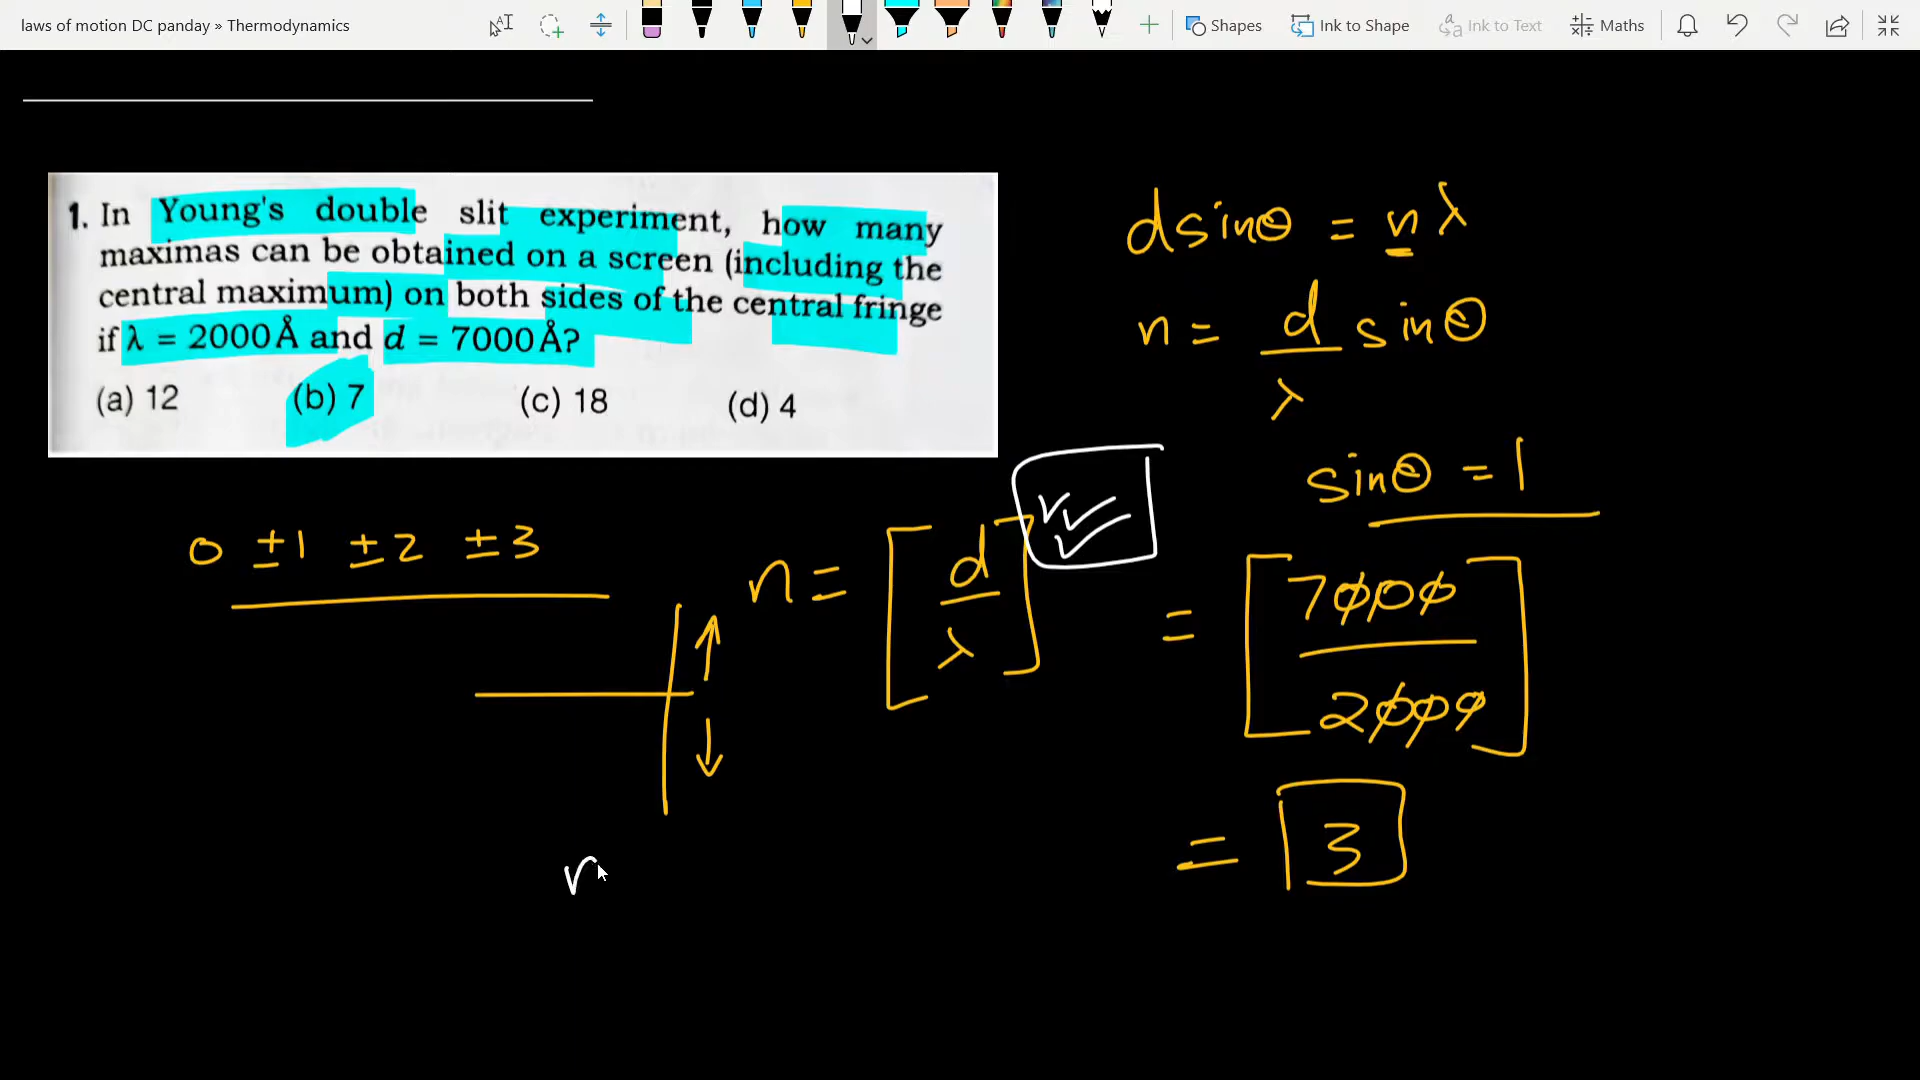 laws of motion DC panday » Thermodynamics
Shapes
Ink to Shape
Ink to Text
Maths
1. In Young's double slit experiment, how many
maximas can be obtained on a screen (including the
central maximum) on both sides of the central fringe
if λ = 2000 Å and d = 7000 Å?
(a) 12 (b) 7 (c) 18 (d) 4
dsinθ = nλ
n = d/λ sinθ
sinθ = 1
0 ±1 ±2 ±3
n = [d/λ] = [7000/2000]
= 3